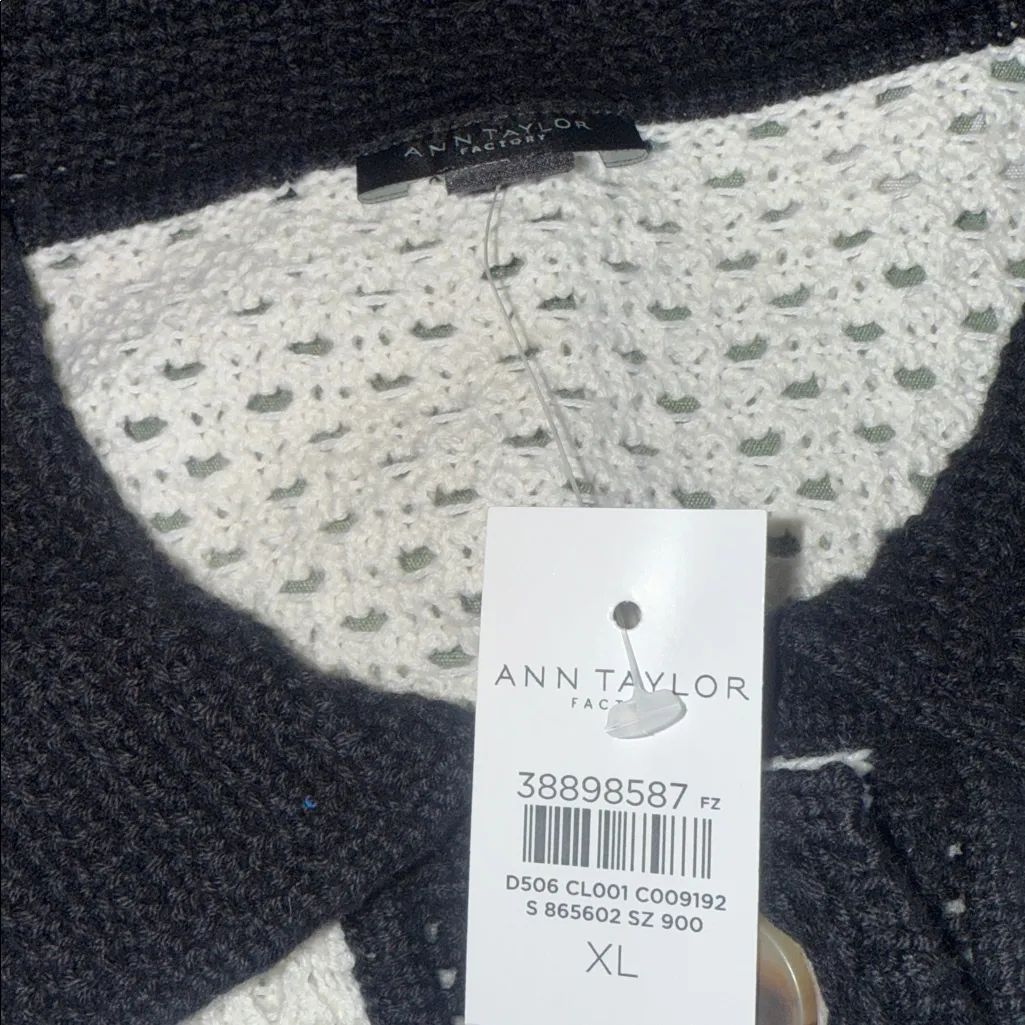 ANN TAYLOR
FACTORY
ANN TAYLOR
38898587 FZ
D506 CL001 C009192
S 865602 SZ 900
XL